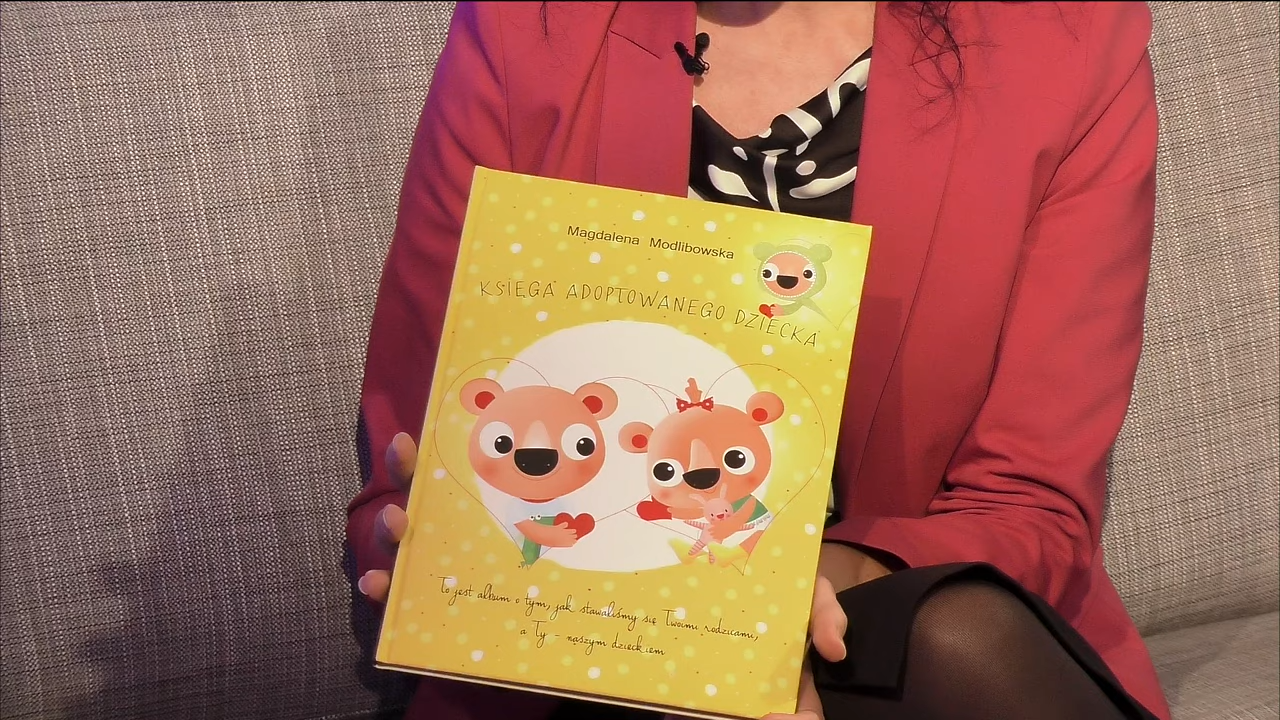 Magdalena Modlibowska
KSIĘGA ADOPTOWANEGO DZIECKA
To jest album o tym, jak stawaliśmy się Twoimi rodzicami,
a Ty – naszym dzieckiem